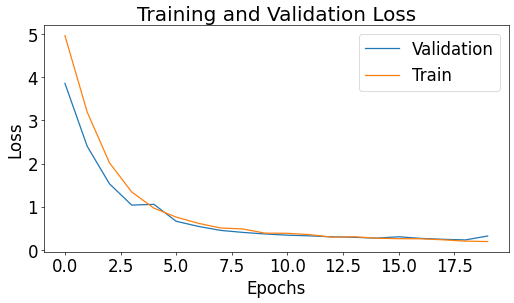 Training and Validation Loss
Validation
Train
5
4
3
2
1
0
Loss
0.0 2.5 5.0 7.5 10.0 12.5 15.0 17.5
Epochs